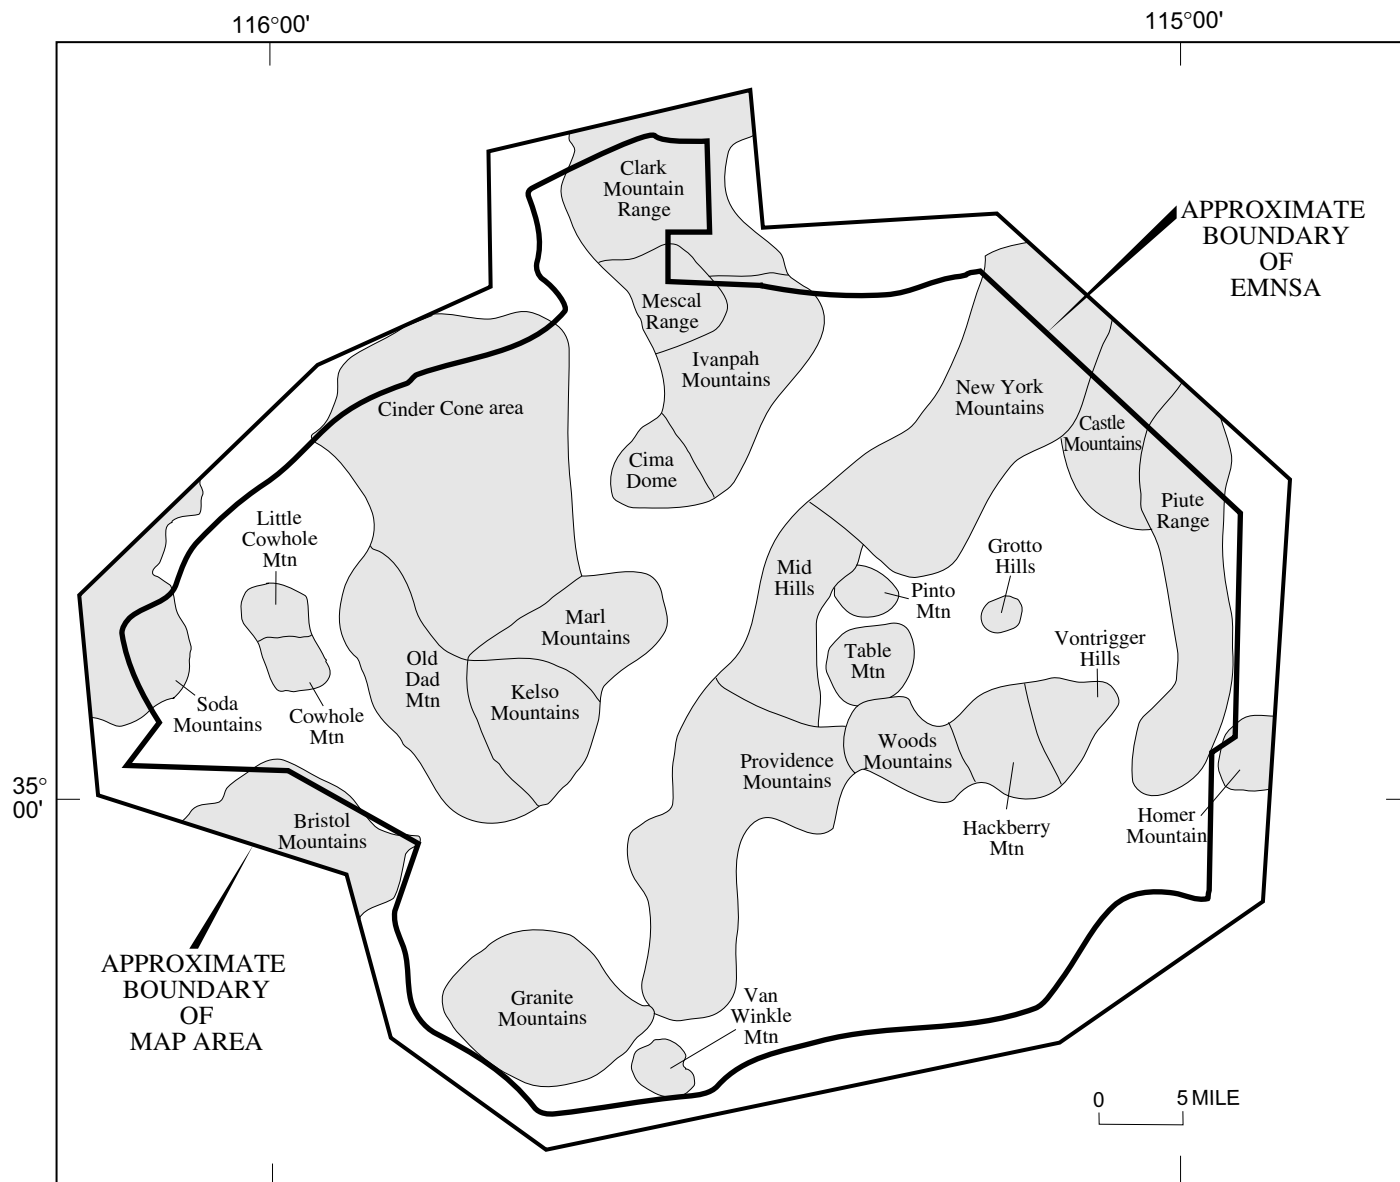 116°00'
115°00'
Clark
Mountain
Range
APPROXIMATE
BOUNDARY
OF
EMNSA
Mescal
Range
Ivanpah
Mountains
New York
Mountains
Cinder Cone area
Castle
Mountains
Cima
Dome
Piute
Range
Little
Cowhole
Mtn
Grotto
Hills
Mid
Hills
Pinto
Mtn
Marl
Mountains
Vontrigger
Hills
Table
Mtn
Old
Dad
Mtn
Kelso
Mountains
Soda
Mountains
Cowhole
Mtn
Woods
Mountains
Providence
Mountains
35°
00'
Bristol
Mountains
Hackberry
Mtn
Homer
Mountain
APPROXIMATE
BOUNDARY
OF
MAP AREA
Granite
Mountains
Van
Winkle
Mtn
0 5 MILE